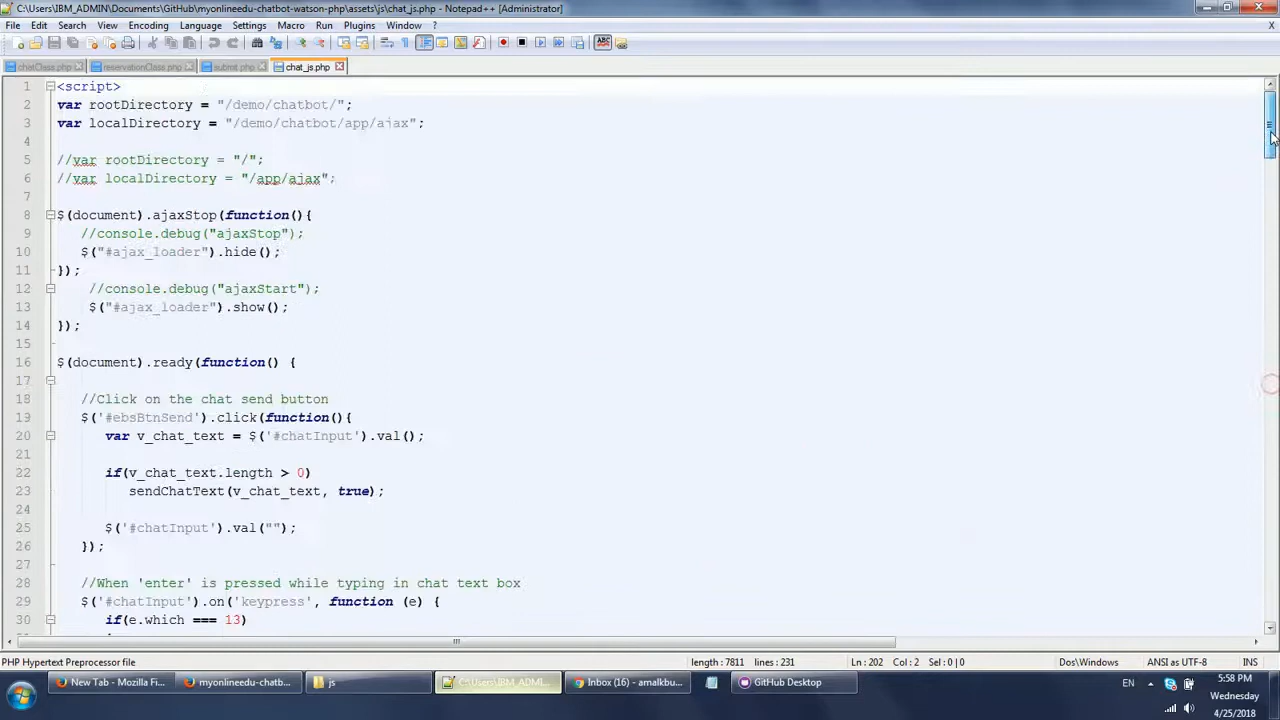 C:\Users\IBM_ADMIN\Documents\GitHub\myonlineedu-chatbot-watson-php\assets\js\chat_js.php - Notepad++ [Administrator]
File Edit Search View Encoding Language Settings Macro Run Plugins Window ? X
chatClass.php reservationClass.php submit.php chat_js.php
1 <script>
2 var rootDirectory = "/demo/chatbot/";
3 var localDirectory = "/demo/chatbot/app/ajax";
4
5 //var rootDirectory = "/";
6 //var localDirectory = "/app/ajax";
7
8 $(document).ajaxStop(function(){
9 //console.debug("ajaxStop");
10 $("#ajax_loader").hide();
11 });
12 //console.debug("ajaxStart");
13 $("#ajax_loader").show();
14 });
15
16 $(document).ready(function() {
17
18 //Click on the chat send button
19 $('#ebsBtnSend').click(function(){
20 var v_chat_text = $('#chatInput').val();
21
22 if(v_chat_text.length > 0)
23 sendChatText(v_chat_text, true);
24
25 $('#chatInput').val("");
26 });
27
28 //When 'enter' is pressed while typing in chat text box
29 $('#chatInput').on('keypress', function (e) {
30 if(e.which === 13)
PHP Hypertext Preprocessor file length : 7811 lines : 231 Ln : 202 Col : 2 Sel : 0 | 0 Dos\Windows ANSI as UTF-8 INS
New Tab - Mozilla Fi... myonlineedu-chatb... js C:\Users\IBM_ADMI... Inbox (16) - amalkbu... GitHub Desktop EN 5:58 PM
Wednesday
4/25/2018